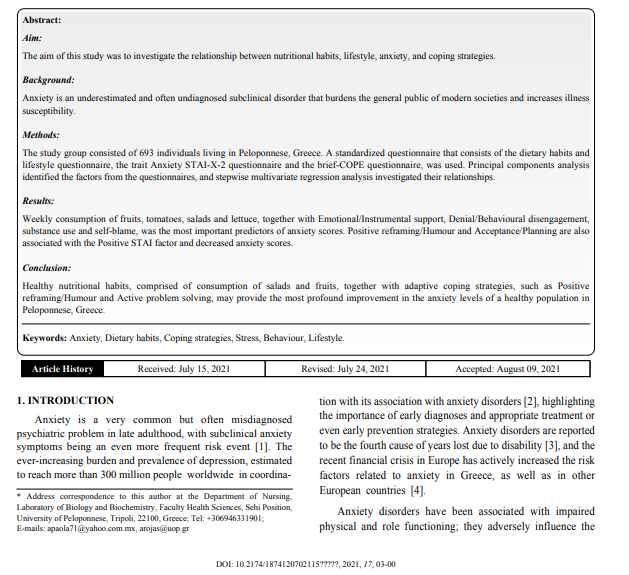 Abstract:
Aim:
The aim of this study was to investigate the relationship between nutritional habits, lifestyle, anxiety, and coping strategies.
Background:
Anxiety is an underestimated and often undiagnosed subclinical disorder that burdens the general public of modern societies and increases illness
susceptibility.
Methods:
The study group consisted of 693 individuals living in Peloponnese, Greece. A standardized questionnaire that consists of the dietary habits and
lifestyle questionnaire, the trait Anxiety STAI-X-2 questionnaire and the brief-COPE questionnaire, was used. Principal components analysis
identified the factors from the questionnaires, and stepwise multivariate regression analysis investigated their relationships.
Results:
Weekly consumption of fruits, tomatoes, salads and lettuce, together with Emotional/Instrumental support, Denial/Behavioural disengagement,
substance use and self-blame, was the most important predictors of anxiety scores. Positive reframing/Humour and Acceptance/Planning are also
associated with the Positive STAI factor and decreased anxiety scores.
Conclusion:
Healthy nutritional habits, comprised of consumption of salads and fruits, together with adaptive coping strategies, such as Positive
reframing/Humour and Active problem solving, may provide the most profound improvement in the anxiety levels of a healthy population in
Peloponnese, Greece.
Keywords: Anxiety, Dietary habits, Coping strategies, Stress, Behaviour, Lifestyle.
Article History Received: July 15, 2021 Revised: July 24, 2021 Accepted: August 09, 2021
1. INTRODUCTION
Anxiety is a very common but often misdiagnosed
psychiatric problem in late adulthood, with subclinical anxiety
symptoms being an even more frequent risk event [1]. The
ever-increasing burden and prevalence of depression, estimated
to reach more than 300 million people worldwide in coordina-
* Address correspondence to this author at the Department of Nursing,
Laboratory of Biology and Biochemistry, Faculty Health Sciences, Sehi Position,
University of Peloponnese, Tripoli, 22100, Greece; Tel: +306946331901;
E-mails: apaola71@yahoo.com.mx, arojas@uop.gr
tion with its association with anxiety disorders [2], highlighting
the importance of early diagnoses and appropriate treatment or
even early prevention strategies. Anxiety disorders are reported
to be the fourth cause of years lost due to disability [3], and the
recent financial crisis in Europe has actively increased the risk
factors related to anxiety in Greece, as well as in other
European countries [4].
Anxiety disorders have been associated with impaired
physical and role functioning; they adversely influence the
DOI: 10.2174/1874120702115?????, 2021, 17, 03-00